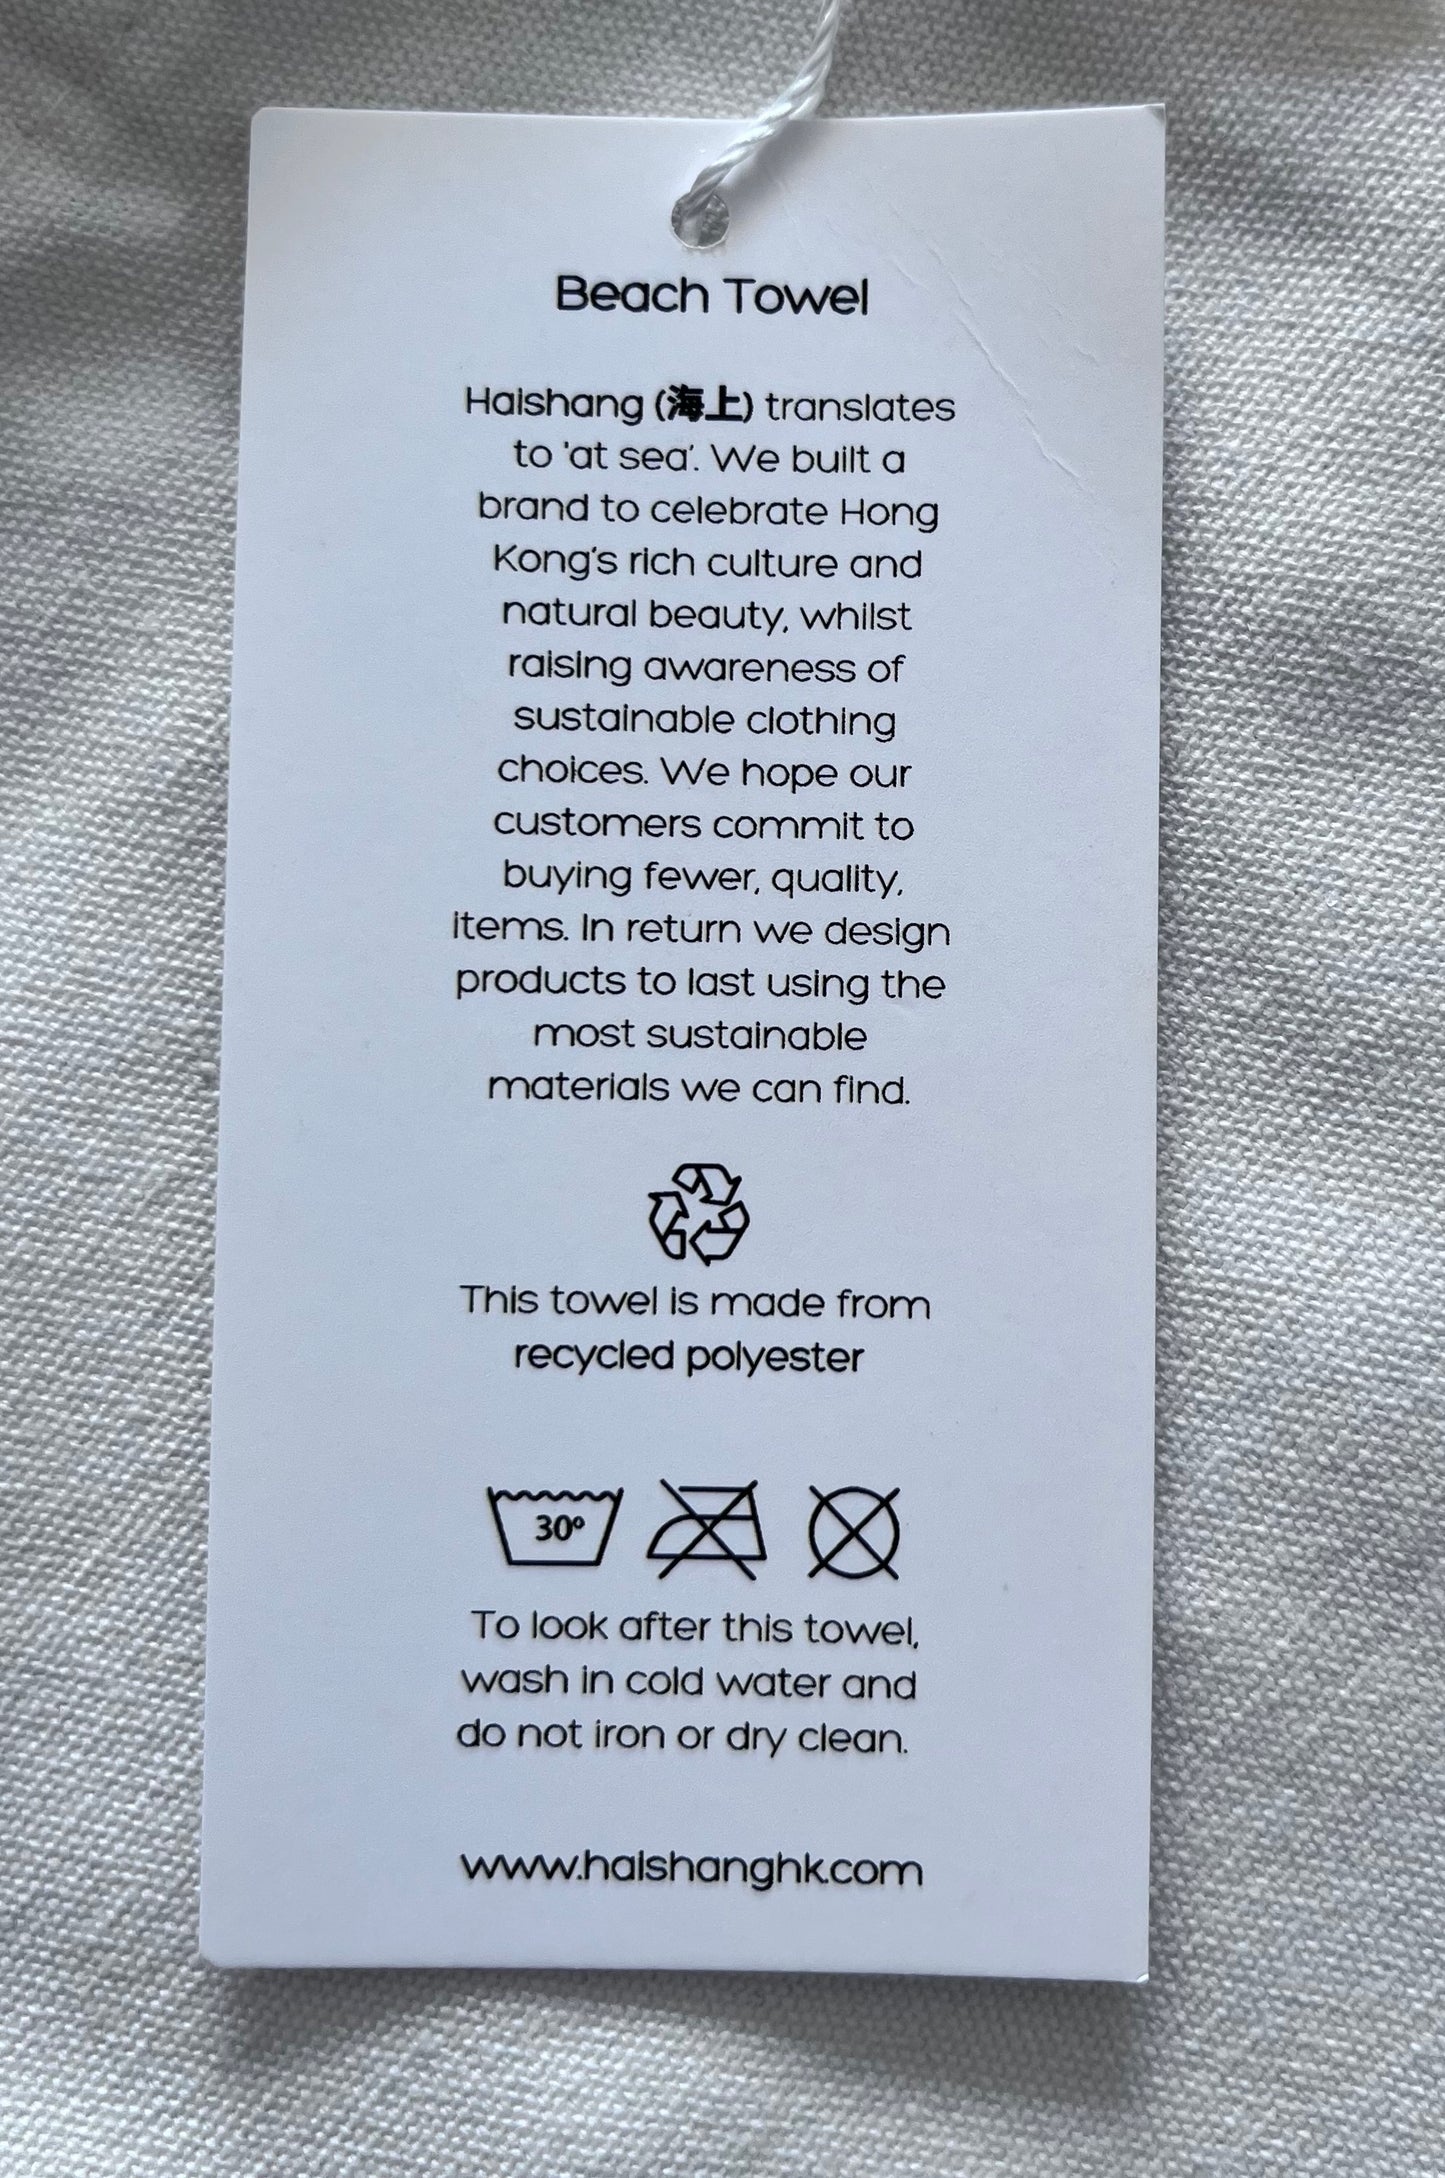 Beach Towel
Haishang (海上) translates
to 'at sea'. We built a
brand to celebrate Hong
Kong's rich culture and
natural beauty, whilst
raising awareness of
sustainable clothing
choices. We hope our
customers commit to
buying fewer, quality,
items. In return we design
products to last using the
most sustainable
materials we can find.
This towel is made from
recycled polyester
30º
To look after this towel,
wash in cold water and
do not iron or dry clean.
www.haishanghk.com